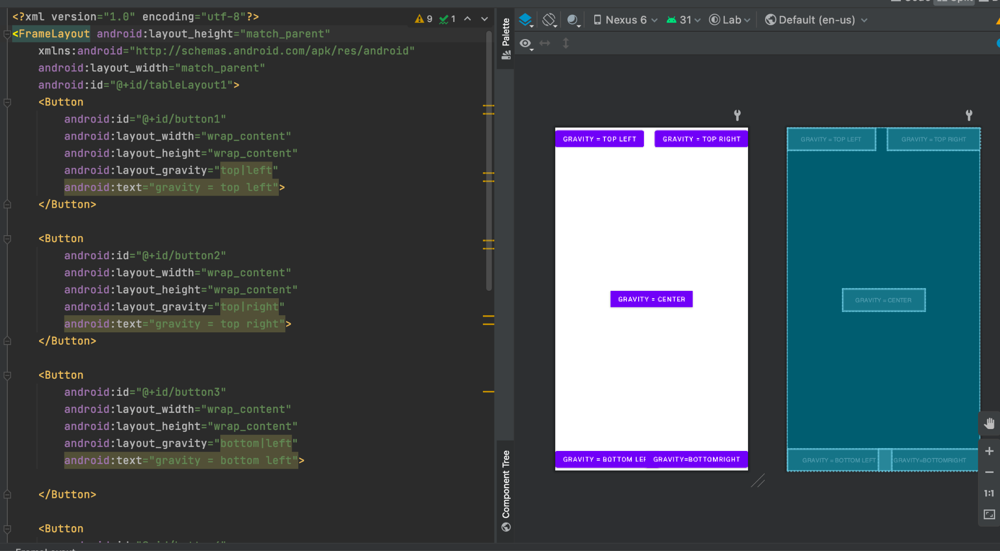 <?xml version="1.0" encoding="utf-8"?>
9 1
<FrameLayout android:layout_height="match_parent"
xmlns:android="http://schemas.android.com/apk/res/android"
android:layout_width="match_parent"
android:id="@+id/tableLayout1">
<Button
android:id="@+id/button1"
android:layout_width="wrap_content"
android:layout_height="wrap_content"
android:layout_gravity="top|left"
android:text="gravity = top left">
</Button>
<Button
android:id="@+id/button2"
android:layout_width="wrap_content"
android:layout_height="wrap_content"
android:layout_gravity="top|right"
android:text="gravity = top right">
</Button>
<Button
android:id="@+id/button3"
android:layout_width="wrap_content"
android:layout_height="wrap_content"
android:layout_gravity="bottom|left"
android:text="gravity = bottom left">
</Button>
<Button
FrameLayout
Palette
Component Tree
Nexus 6 31 Lab Default (en-us)
GRAVITY = TOP LEFT GRAVITY = TOP RIGHT
GRAVITY = CENTER
GRAVITY = BOTTOM LEF GRAVITY=BOTTOMRIGHT
GRAVITY = TOP LEFT GRAVITY = TOP RIGHT
GRAVITY = CENTER
GRAVITY = BOTTOM LEFT GRAVITY=BOTTOMRIGHT
1:1